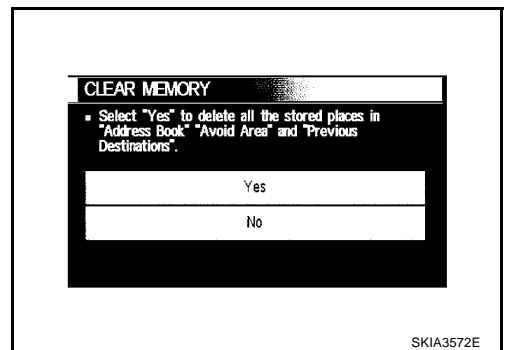 CLEAR MEMORY
▪ Select "Yes" to delete all the stored places in
"Address Book" "Avoid Area" and "Previous
Destinations".
Yes
No
SKIA3572E